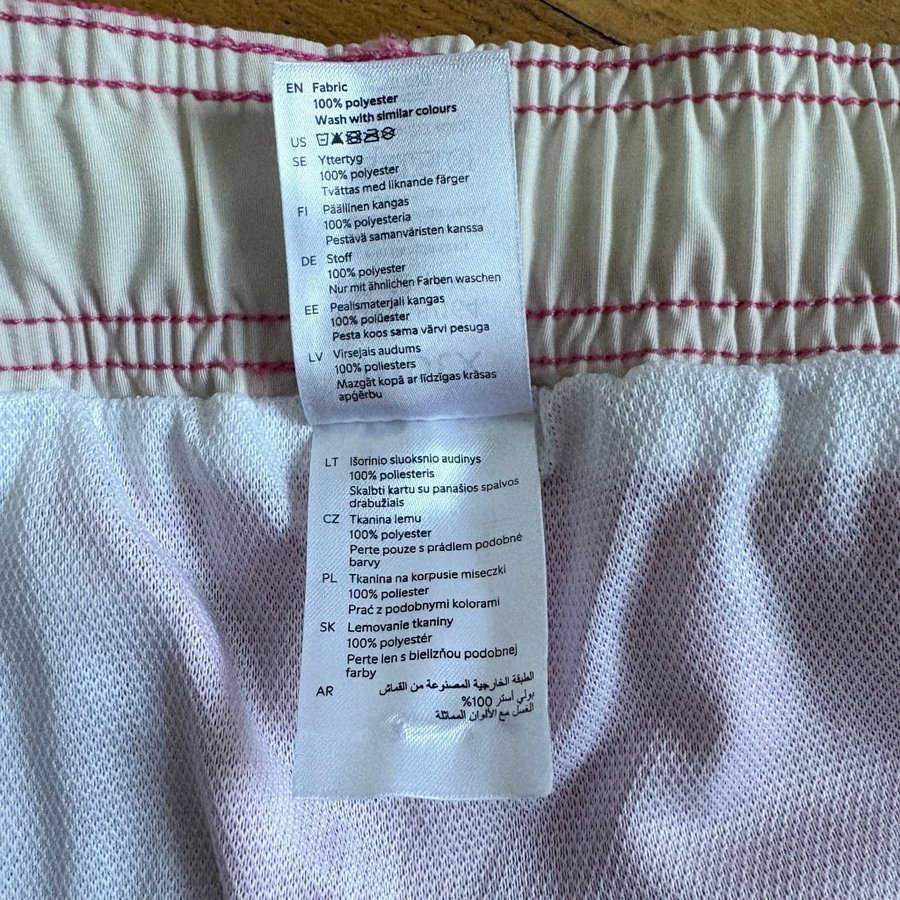 EN Fabric
100% polyester
Wash with similar colours
US
SE Yttertyg
100% polyester
Tvättas med liknande färger
FI Päällinen kangas
100% polyesteria
Pestävä samanväristen kanssa
DE Stoff
100% polyester
Nur mit ähnlichen Farben waschen
EE Pealismaterjali kangas
100% polüester
Pesta koos sama värvi pesuga
LV Virsējais audums
100% poliesters
Mazgāt kopā ar līdzīgas krāsas
apģērbu
LT Išorinio sluoksnio audinys
100% poliesteris
Skalbti kartu su panašios spalvos
drabužiais
CZ Tkanina lemu
100% polyester
Perte pouze s prádlem podobné
barvy
PL Tkanina na korpusie miseczki
100% poliester
Prać z podobnymi kolorami
SK Lemovanie tkaniny
100% polyestér
Perte len s bielizňou podobnej
farby
AR الطبقة الخارجية المصنوعة من القماش
بولي أستر 100%
الغسل مع الألوان المماثلة